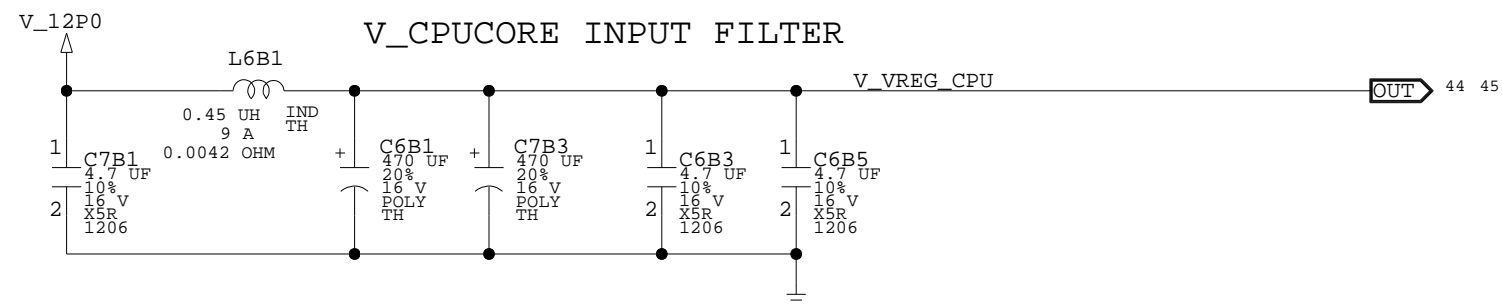 V_12P0
V_CPUCORE INPUT FILTER
L6B1
V_VREG_CPU
OUT 44 45
0.45 UH IND
9 A TH
0.0042 OHM
1
C7B1
4.7 UF
10%
16 V
X5R
1206
2
+
C6B1
470 UF
20%
16 V
POLY
TH
+
C7B3
470 UF
20%
16 V
POLY
TH
1
C6B3
4.7 UF
10%
16 V
X5R
1206
2
1
C6B5
4.7 UF
10%
16 V
X5R
1206
2